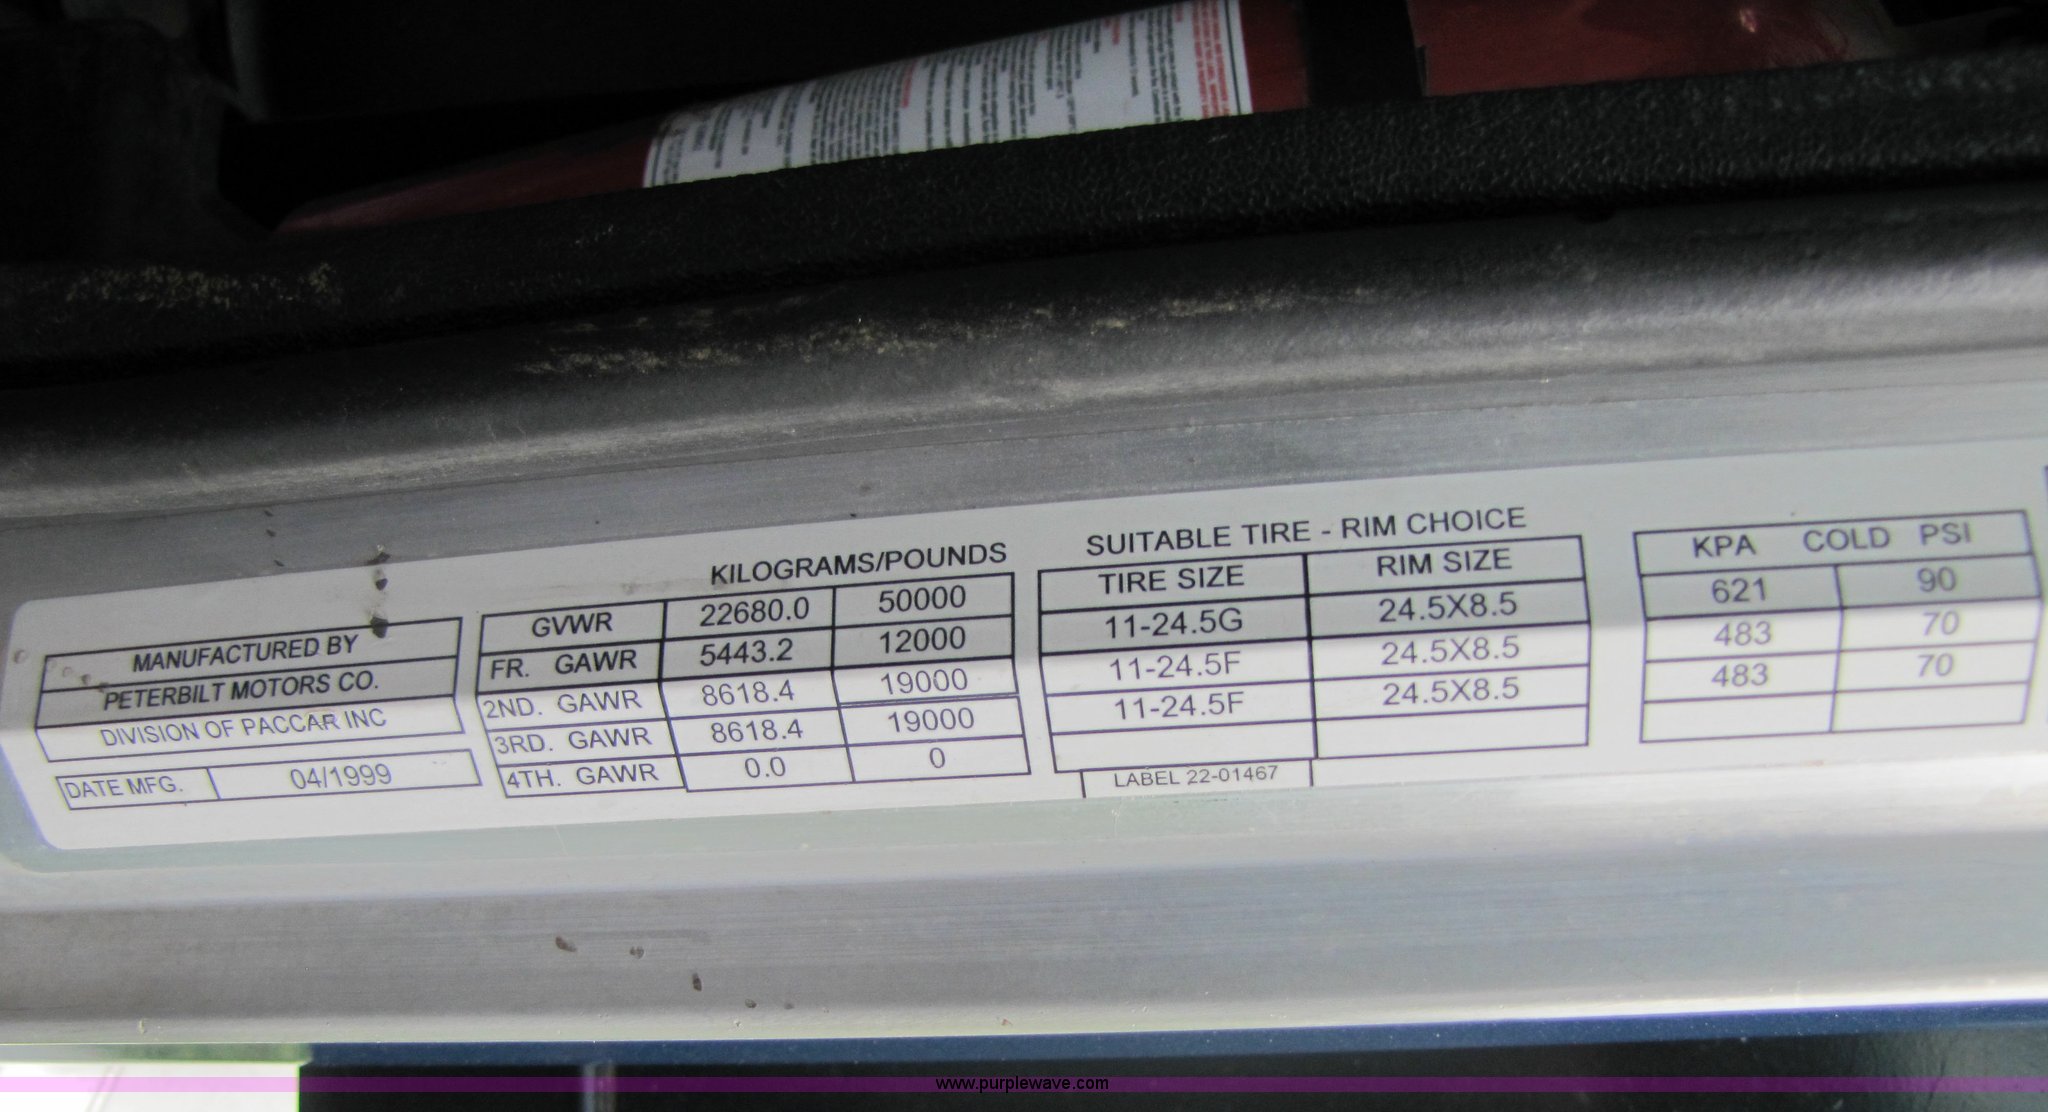 MANUFACTURED BY
PETERBILT MOTORS CO.
DIVISION OF PACCAR INC
DATE MFG. 04/1999
KILOGRAMS/POUNDS
GVWR 22680.0 50000
FR. GAWR 5443.2 12000
2ND. GAWR 8618.4 19000
3RD. GAWR 8618.4 19000
4TH. GAWR 0.0 0
SUITABLE TIRE - RIM CHOICE
TIRE SIZE RIM SIZE
11-24.5G 24.5X8.5
11-24.5F 24.5X8.5
11-24.5F 24.5X8.5
LABEL 22-01467
KPA COLD PSI
621 90
483 70
483 70
www.purplewave.com